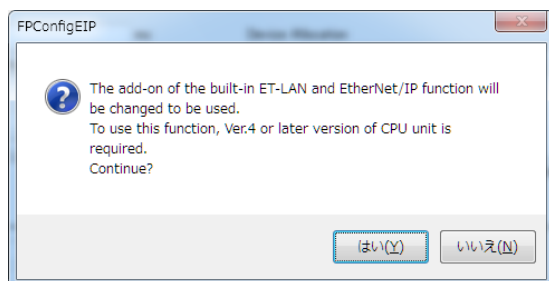 FPConfigEIP
The add-on of the built-in ET-LAN and EtherNet/IP function will
be changed to be used.
To use this function, Ver.4 or later version of CPU unit is
required.
Continue?
はい(Y) いいえ(N)